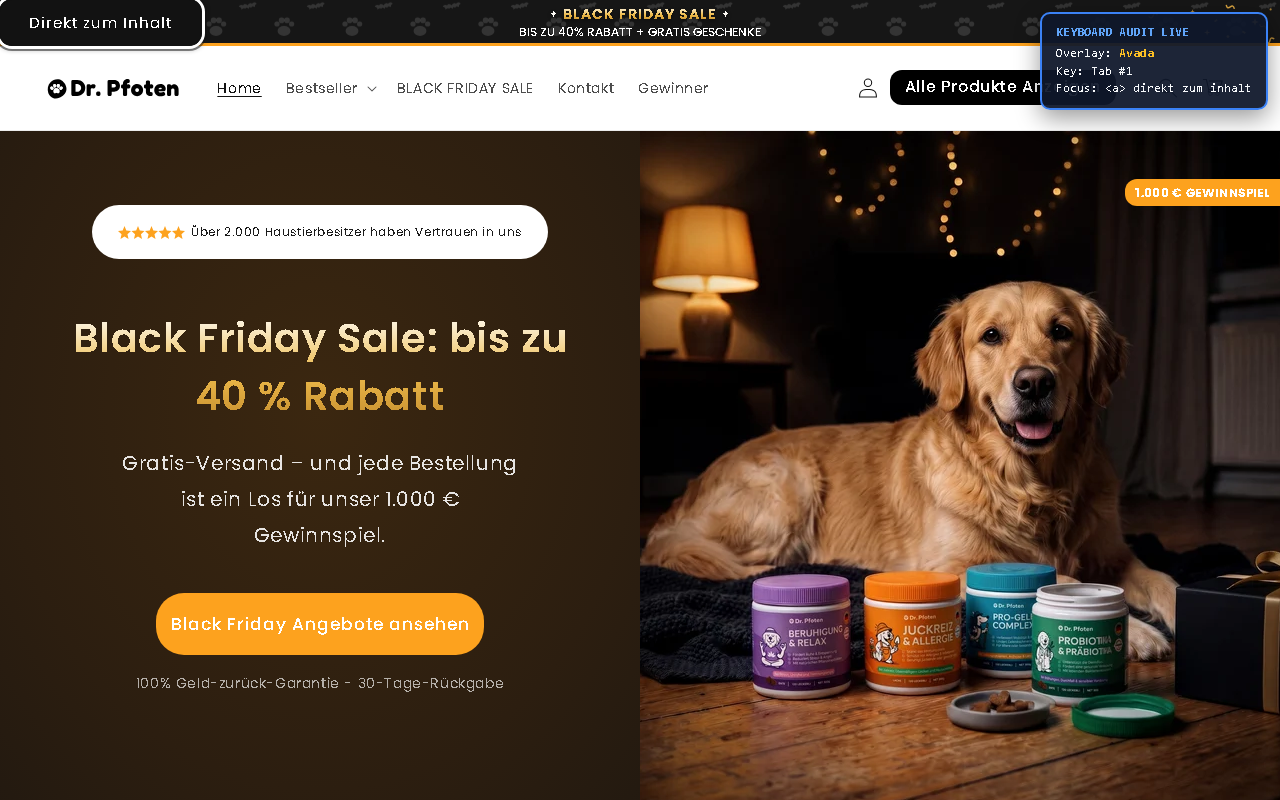 Direkt zum Inhalt
BLACK FRIDAY SALE
BIS ZU 40% RABATT + GRATIS GESCHENKE
KEYBOARD AUDIT LIVE
Overlay: Avada
Key: Tab #1
Focus: <a> direkt zum inhalt
Dr. Pfoten
Home
Bestseller
BLACK FRIDAY SALE
Kontakt
Gewinner
Alle Produkte
1.000 € GEWINNSPIEL
Über 2.000 Haustierbesitzer haben Vertrauen in uns
Black Friday Sale: bis zu
40 % Rabatt
Gratis-Versand – und jede Bestellung
ist ein Los für unser 1.000 €
Gewinnspiel.
Black Friday Angebote ansehen
100% Geld-zurück-Garantie - 30-Tage-Rückgabe
Dr. Pfoten
BERUHIGUNG
& RELAX
Dr. Pfoten
JUCKREIZ
& ALLERGIE
Dr. Pfoten
Dr. Pfoten
PROBIOTIKA
& PRÄBIOTIKA